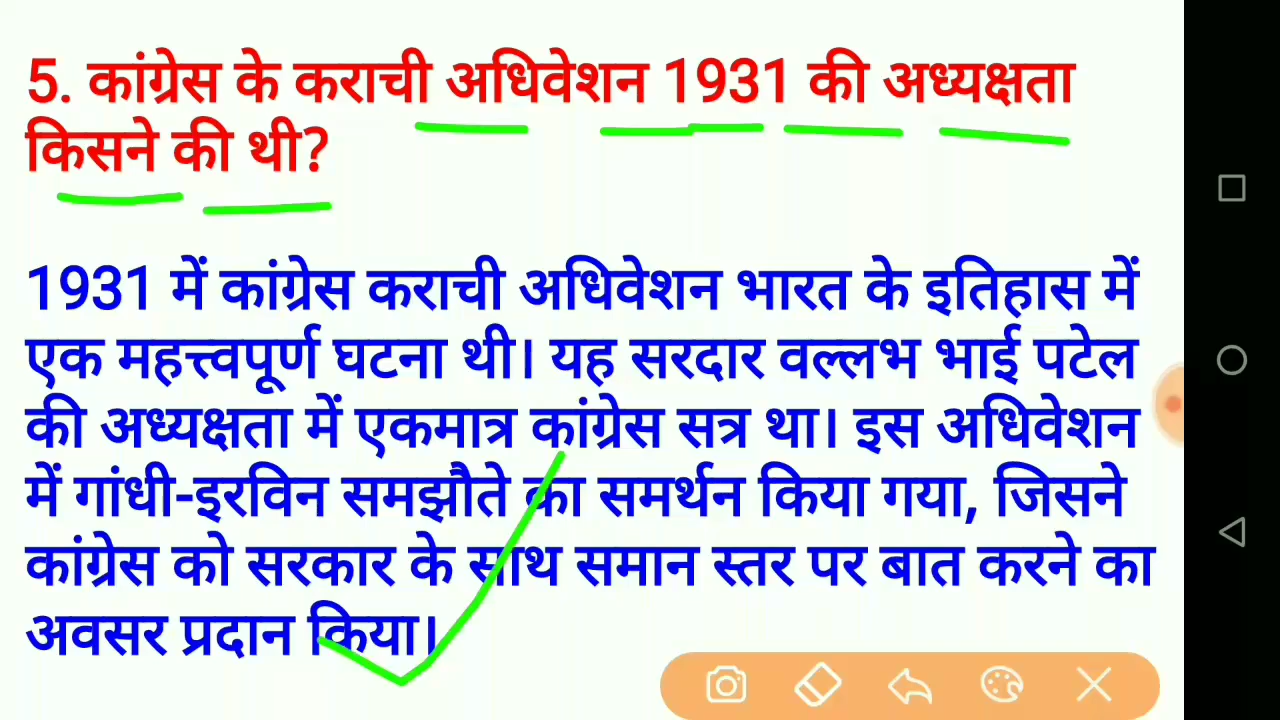 5. कांग्रेस के कराची अधिवेशन 1931 की अध्यक्षता
किसने की थी?
1931 में कांग्रेस कराची अधिवेशन भारत के इतिहास में
एक महत्त्वपूर्ण घटना थी। यह सरदार वल्लभ भाई पटेल
की अध्यक्षता में एकमात्र कांग्रेस सत्र था। इस अधिवेशन
में गांधी-इरविन समझौते का समर्थन किया गया, जिसने
कांग्रेस को सरकार के साथ समान स्तर पर बात करने का
अवसर प्रदान किया।